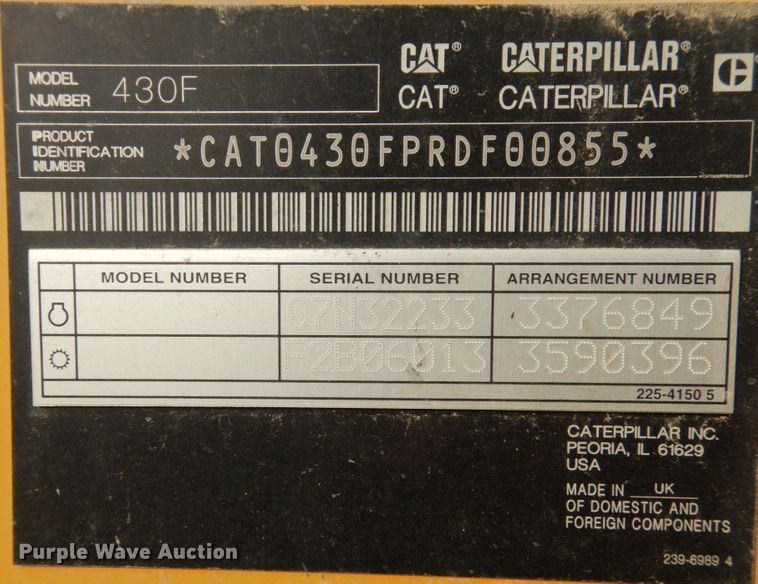 MODEL NUMBER 430F
CAT® CATERPILLAR®
CAT® CATERPILLAR®
PRODUCT IDENTIFICATION NUMBER *CAT0430FPRDF00855*
MODEL NUMBER SERIAL NUMBER ARRANGEMENT NUMBER
C7N32233 3376849
F2B06013 3590396
225-4150 5
CATERPILLAR INC.
PEORIA, IL 61629
USA
MADE IN UK
OF DOMESTIC AND
FOREIGN COMPONENTS
Purple Wave Auction
239-6989 4